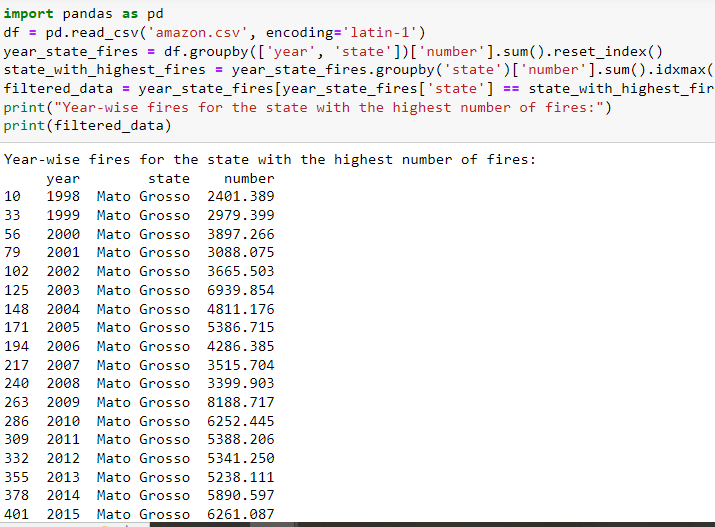 import pandas as pd
df = pd.read_csv('amazon.csv', encoding='latin-1')
year_state_fires = df.groupby(['year', 'state'])['number'].sum().reset_index()
state_with_highest_fires = year_state_fires.groupby('state')['number'].sum().idxmax(
filtered_data = year_state_fires[year_state_fires['state'] == state_with_highest_fir
print("Year-wise fires for the state with the highest number of fires:")
print(filtered_data)
Year-wise fires for the state with the highest number of fires:
year state number
10 1998 Mato Grosso 2401.389
33 1999 Mato Grosso 2979.399
56 2000 Mato Grosso 3897.266
79 2001 Mato Grosso 3088.075
102 2002 Mato Grosso 3665.503
125 2003 Mato Grosso 6939.854
148 2004 Mato Grosso 4811.176
171 2005 Mato Grosso 5386.715
194 2006 Mato Grosso 4286.385
217 2007 Mato Grosso 3515.704
240 2008 Mato Grosso 3399.903
263 2009 Mato Grosso 8188.717
286 2010 Mato Grosso 6252.445
309 2011 Mato Grosso 5388.206
332 2012 Mato Grosso 5341.250
355 2013 Mato Grosso 5238.111
378 2014 Mato Grosso 5890.597
401 2015 Mato Grosso 6261.087